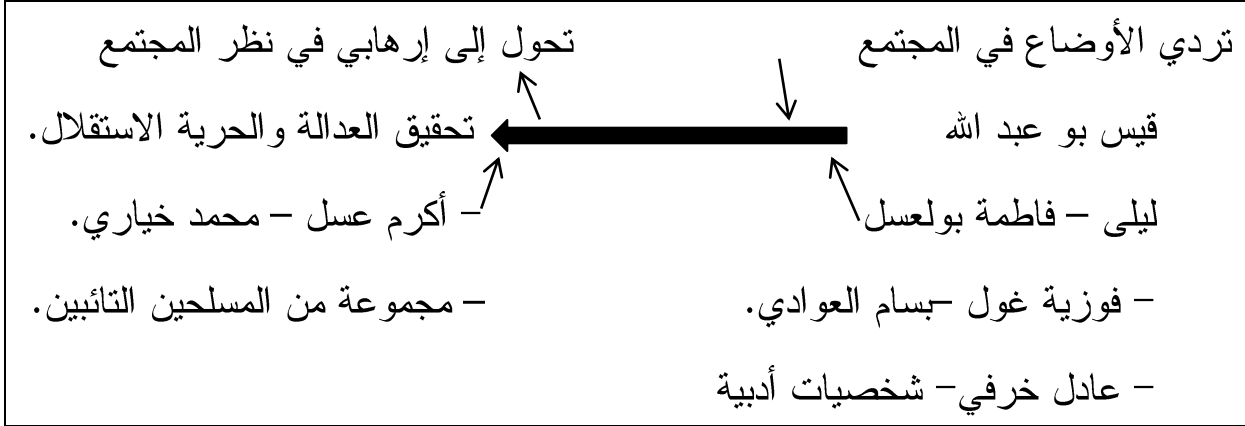 تردي الأوضاع في المجتمع تحول إلى إرهابي في نظر المجتمع
قيس بو عبد الله تحقيق العدالة والحرية الاستقلال.
ليلى – فاطمة بولعسل – أكرم عسل – محمد خياري.
– فوزية غول –بسام العوادي. – مجموعة من المسلحين التائبين.
– عادل خرفي– شخصيات أدبية